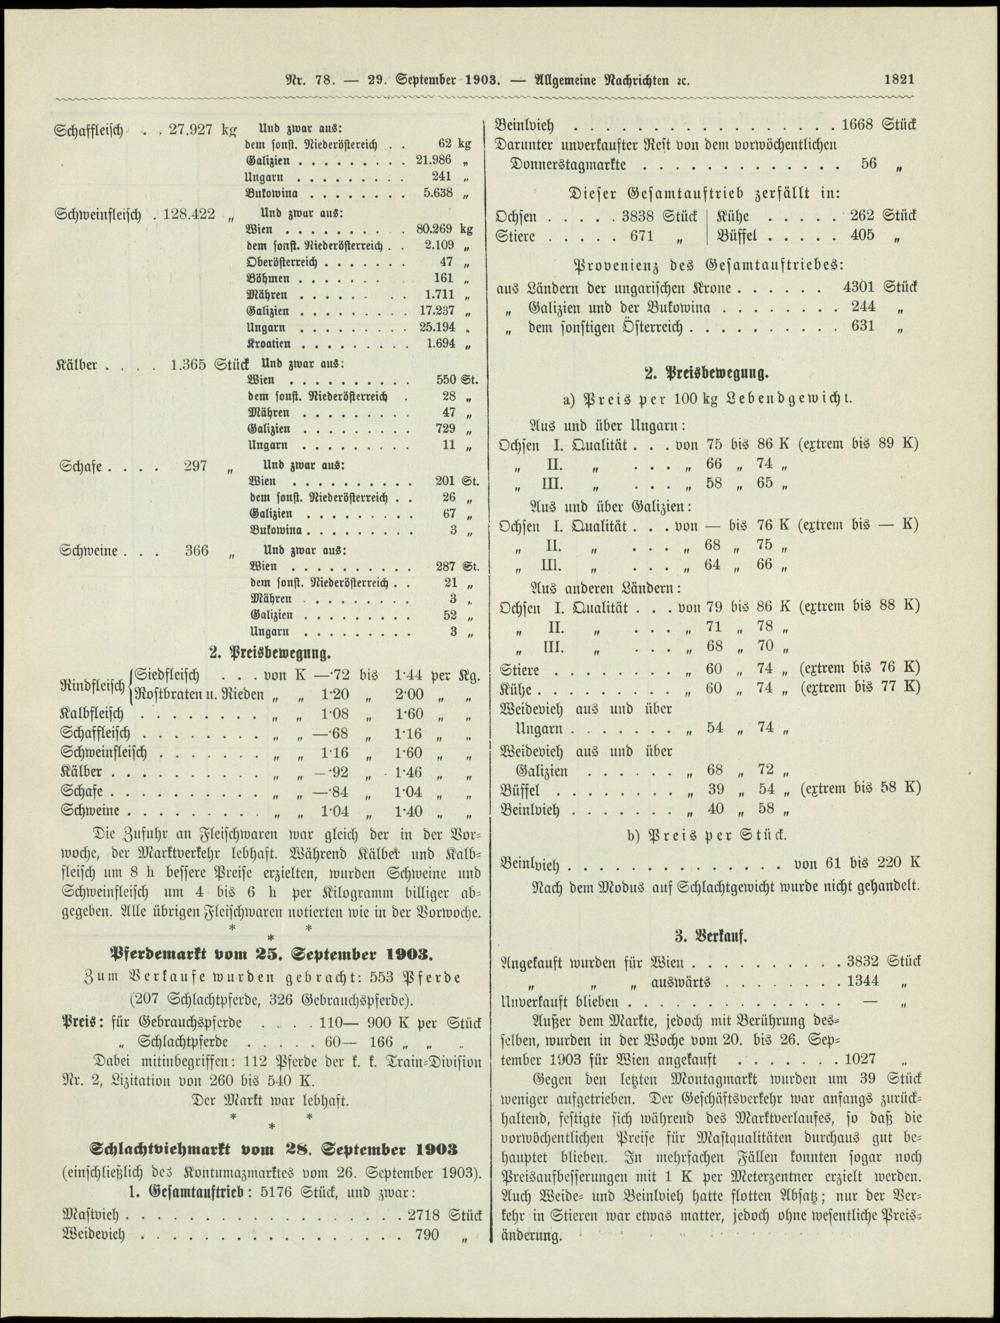 Nr. 78. — 29. September 1903. — Allgemeine Nachrichten ꝛc. 1821
Schaffleisch . . 27.927 kg Und zwar aus:
dem sonst. Niederöstereich . . 62 kg
Galizien . . . . . . . . . 21.986 „
Ungarn . . . . . . . . . 241 „
Bukowina . . . . . . . . 5.638 „
Schweinfleisch . 128.422 „ Und zwar aus:
Wien . . . . . . . . . 80.269 kg
dem sonst. Niederösterreich . . 2.109 „
Oberösterreich . . . . . . . 47 „
Böhmen . . . . . . . . 161 „
Mähren . . . . . . . . 1.711 „
Galizien . . . . . . . . . 17.237 „
Ungarn . . . . . . . . . 25.194 „
Kroatien . . . . . . . . . 1.694 „
Kälber . . . . 1.365 Stück Und zwar aus:
Wien . . . . . . . . . . 550 St.
dem sonst. Niederösterreich . 28 „
Mähren . . . . . . . . . 47 „
Galizien . . . . . . . . . 729 „
Ungarn . . . . . . . . . 11 „
Schafe . . . . 297 „ Und zwar aus:
Wien . . . . . . . . . . 201 St.
dem sonst. Niederösterreich . . 26 „
Galizien . . . . . . . . . 67 „
Bukowina . . . . . . . . . 3 „
Schweine . . . 366 „ Und zwar aus:
Wien . . . . . . . . . . 287 St.
dem sonst. Niederösterreich . . 21 „
Mähren . . . . . . . . . 3 „
Galizien . . . . . . . . . 52 „
Ungarn . . . . . . . . . 3 „
2. Preisbewegung.
Rindfleisch { Siedfleisch . . . von K —·72 bis 1·44 per Kg.
Rostbraten u. Rieden „ „ 1·20 „ 2·00 „ „
Kalbfleisch . . . . . . . . „ „ 1·08 „ 1·60 „ „
Schaffleisch . . . . . . . . „ „ —·68 „ 1·16 „ „
Schweinfleisch . . . . . . . „ „ 1·16 „ 1·60 „ „
Kälber . . . . . . . . . . „ „ —·92 „ 1·46 „ „
Schafe . . . . . . . . . . „ „ —·84 „ 1·04 „ „
Schweine . . . . . . . . . „ „ 1·04 „ 1·40 „ „
Die Zufuhr an Fleischwaren war gleich der in der Vor-
woche, der Marktverkehr lebhaft. Während Kälber und Kalb-
fleisch um 8 h bessere Preise erzielten, wurden Schweine und
Schweinfleisch um 4 bis 6 h per Kilogramm billiger ab-
gegeben. Alle übrigen Fleischwaren notierten wie in der Vorwoche.
* * *
Pferdemarkt vom 25. September 1903.
Zum Verkaufe wurden gebracht: 553 Pferde
(207 Schlachtpferde, 326 Gebrauchspferde).
Preis: für Gebrauchspferde . . . . 110— 900 K per Stück
„ Schlachtpferde . . . . . 60— 166 „ „ „
Dabei mitinbegriffen: 112 Pferde der k. k. Train-Division
Nr. 2, Lizitation von 260 bis 540 K.
Der Markt war lebhaft.
* * *
Schlachtviehmarkt vom 28. September 1903
(einschließlich des Kontumazmarktes vom 26. September 1903).
1. Gesamtauftrieb: 5176 Stück, und zwar:
Mastvieh . . . . . . . . . . . . . . . . . 2718 Stück
Weidevieh . . . . . . . . . . . . . . . . . 790 „
Beinlvieh . . . . . . . . . . . . . . . . 1668 Stück
Darunter unverkaufter Rest von dem vorwöchentlichen
Donnerstagmarkte . . . . . . . . . . . . . 56 „
Dieser Gesamtauftrieb zerfällt in:
Ochsen . . . . . 3838 Stück | Kühe . . . . . 262 Stück
Stiere . . . . . 671 „ | Büffel . . . . . 405 „
Provenienz des Gesamtauftriebes:
aus Ländern der ungarischen Krone . . . . . . 4301 Stück
„ Galizien und der Bukowina . . . . . . . . 244 „
„ dem sonstigen Österreich . . . . . . . . . . 631 „
2. Preisbewegung.
a) Preis per 100 kg Lebendgewicht.
Aus und über Ungarn:
Ochsen I. Qualität . . . von 75 bis 86 K (extrem bis 89 K)
„ II. „ . . . „ 66 „ 74 „
„ III. „ . . . „ 58 „ 65 „
Aus und über Galizien:
Ochsen I. Qualität . . . von — bis 76 K (extrem bis — K)
„ II. „ . . . „ 68 „ 75 „
„ III. „ . . . „ 64 „ 66 „
Aus anderen Ländern:
Ochsen I. Qualität . . . von 79 bis 86 K (extrem bis 88 K)
„ II. „ . . . „ 71 „ 78 „
„ III. „ . . . „ 68 „ 70 „
Stiere . . . . . . . . . „ 60 „ 74 „ (extrem bis 76 K)
Kühe . . . . . . . . . . „ 60 „ 74 „ (extrem bis 77 K)
Weidevieh aus und über
Ungarn . . . . . . . „ 54 „ 74 „
Weidevieh aus und über
Galizien . . . . . . „ 68 „ 72 „
Büffel . . . . . . . . „ 39 „ 54 „ (extrem bis 58 K)
Beinlvieh . . . . . . . „ 40 „ 58 „
b) Preis per Stück.
Beinlvieh . . . . . . . . . . . . . . von 61 bis 220 K
Nach dem Modus auf Schlachtgewicht wurde nicht gehandelt.
3. Verkauf.
Angekauft wurden für Wien . . . . . . . . . . 3832 Stück
„ „ „ auswärts . . . . . . . . 1344 „
Unverkauft blieben . . . . . . . . . . . . . . — „
Außer dem Markte, jedoch mit Berührung des-
selben, wurden in der Woche vom 20. bis 26. Sep-
tember 1903 für Wien angekauft . . . . . . . 1027 „
Gegen den letzten Montagmarkt wurden um 39 Stück
weniger aufgetrieben. Der Geschäftsverkehr war anfangs zurück-
haltend, festigte sich während des Marktverlaufes, so daß die
vorwöchentlichen Preise für Mastqualitäten durchaus gut be-
hauptet blieben. In mehrfachen Fällen konnten sogar noch
Preisaufbesserungen mit 1 K per Meterzentner erzielt werden.
Auch Weide- und Beinlvieh hatte flotten Absatz; nur der Ver-
kehr in Stieren war etwas matter, jedoch ohne wesentliche Preis-
änderung.